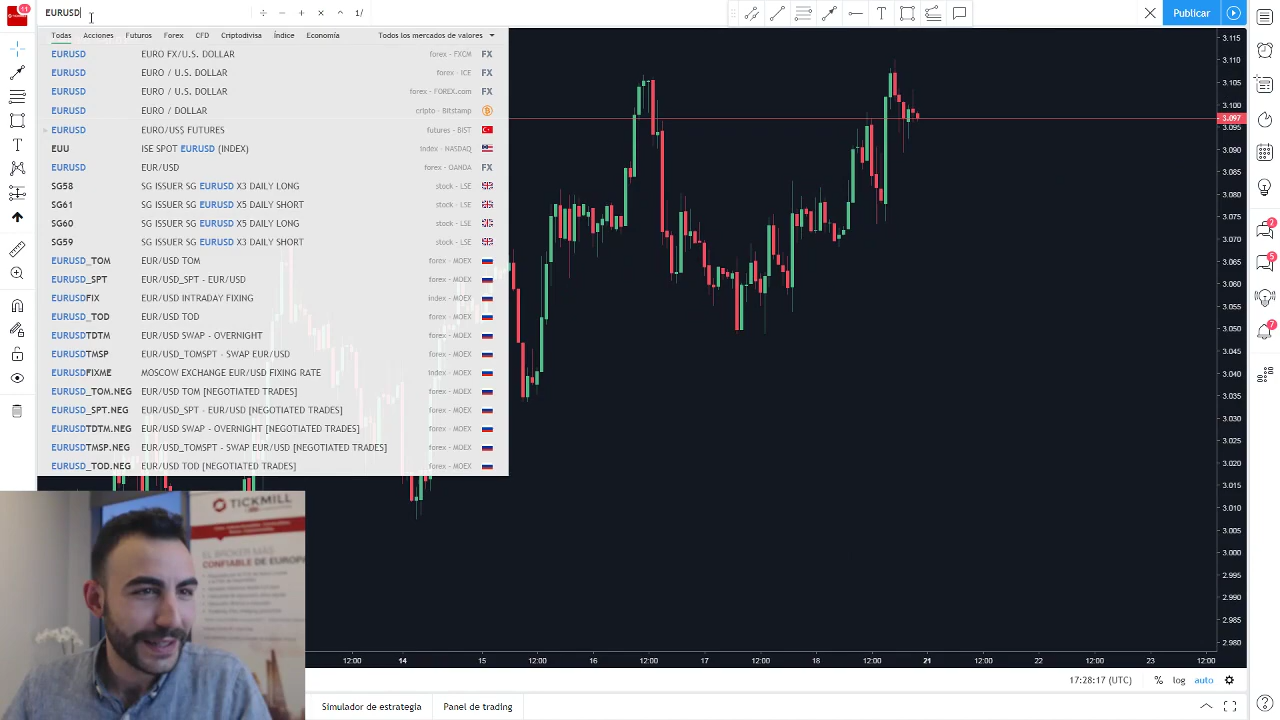 11
EURUSD
÷ − + × ^ 1/
Publicar
Todas Acciones Futuros Forex CFD Criptodivisa Índice Economía Todos los mercados de valores
EURUSD EURO FX/U.S. DOLLAR forex - FXCM FX
EURUSD EURO / U.S. DOLLAR forex - ICE FX
EURUSD EURO / U.S. DOLLAR forex - FOREX.com FX
EURUSD EURO / DOLLAR cripto - Bitstamp
EURUSD EURO/US$ FUTURES futures - BIST
EUU ISE SPOT EURUSD (INDEX) index - NASDAQ
EURUSD EUR/USD forex - OANDA FX
SG58 SG ISSUER SG EURUSD X3 DAILY LONG stock - LSE
SG61 SG ISSUER SG EURUSD X5 DAILY SHORT stock - LSE
SG60 SG ISSUER SG EURUSD X5 DAILY LONG stock - LSE
SG59 SG ISSUER SG EURUSD X3 DAILY SHORT stock - LSE
EURUSD_TOM EUR/USD TOM forex - MOEX
EURUSD_SPT EURUSD_SPT - EUR/USD forex - MOEX
EURUSDFIX EUR/USD INTRADAY FIXING index - MOEX
EURUSD_TOD EUR/USD TOD forex - MOEX
EURUSDTDTM EUR/USD SWAP - OVERNIGHT forex - MOEX
EURUSDTMSP EUR/USD_TOMSPT - SWAP EUR/USD forex - MOEX
EURUSDFIXME MOSCOW EXCHANGE EUR/USD FIXING RATE index - MOEX
EURUSD_TOM.NEG EUR/USD TOM [NEGOTIATED TRADES] forex - MOEX
EURUSD_SPT.NEG EUR/USD_SPT - EUR/USD [NEGOTIATED TRADES] forex - MOEX
EURUSDTDTM.NEG EUR/USD SWAP - OVERNIGHT [NEGOTIATED TRADES] forex - MOEX
EURUSDTMSP.NEG EUR/USD_TOMSPT - SWAP EUR/USD [NEGOTIATED TRADES] forex - MOEX
EURUSD_TOD.NEG EUR/USD TOD [NEGOTIATED TRADES] forex - MOEX
3.115
3.110
3.105
3.100
3.097
3.095
3.090
3.085
3.080
3.075
3.070
3.065
3.060
3.055
3.050
3.045
3.040
3.035
3.030
3.025
3.020
3.015
3.010
3.005
3.000
2.995
2.990
2.985
2.980
2
5
7
TICKMILL
EL BROKER MÁS
CONFIABLE DE EUROPA
12:00 14 15 12:00 16 12:00 17 12:00 18 12:00 21 12:00 22 12:00 23 12:00
17:28:17 (UTC) % log auto
Simulador de estrategia Panel de trading